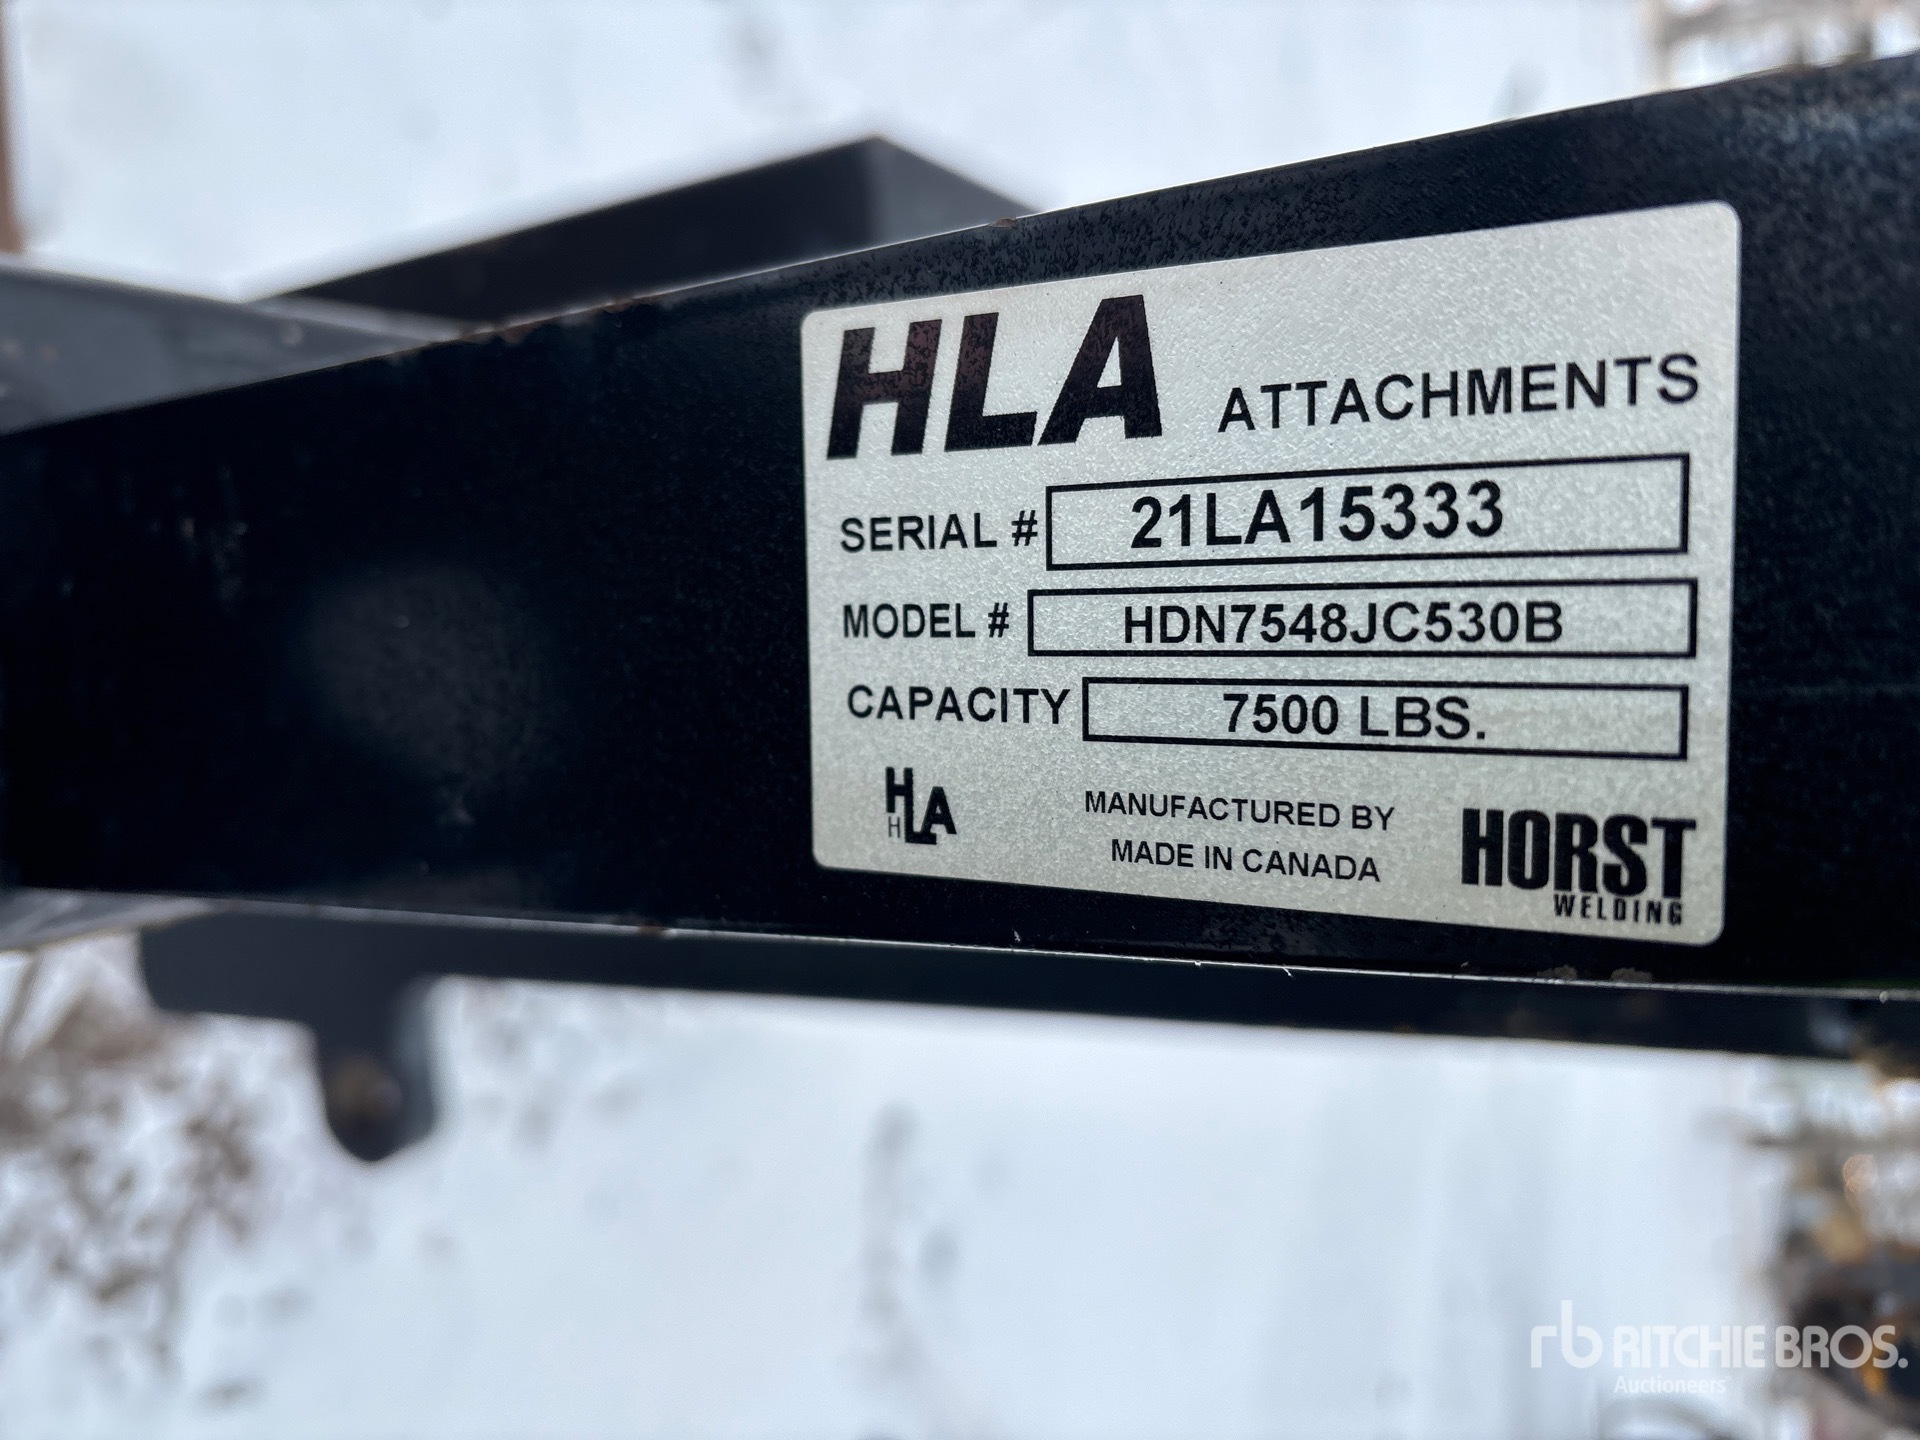 HLA ATTACHMENTS
SERIAL # 21LA15333
MODEL # HDN7548JC530B
CAPACITY 7500 LBS.
HLA
H
MANUFACTURED BY
MADE IN CANADA
HORST
WELDING
rb RITCHIE BROS.
Auctioneers